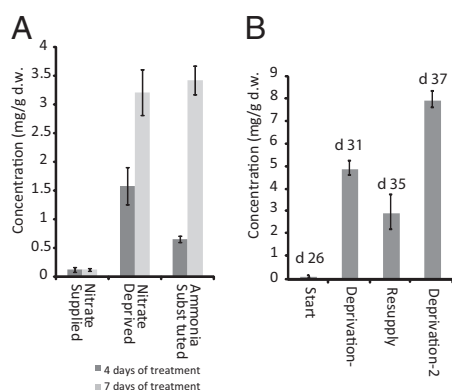 A
Concentration (mg/g d.w.)
4
3.5
3
2.5
2
1.5
1
0.5
0
Nitrate
Supplied
Nitrate
Deprived
Ammonia
Subst tuted
4 days of treatment
7 days of treatment
B
Concentration (mg/g d.w.)
9
8
7
6
5
4
3
2
1
0
d 26
d 31
d 35
d 37
Start
Deprivation-
Resupply
Deprivation-2